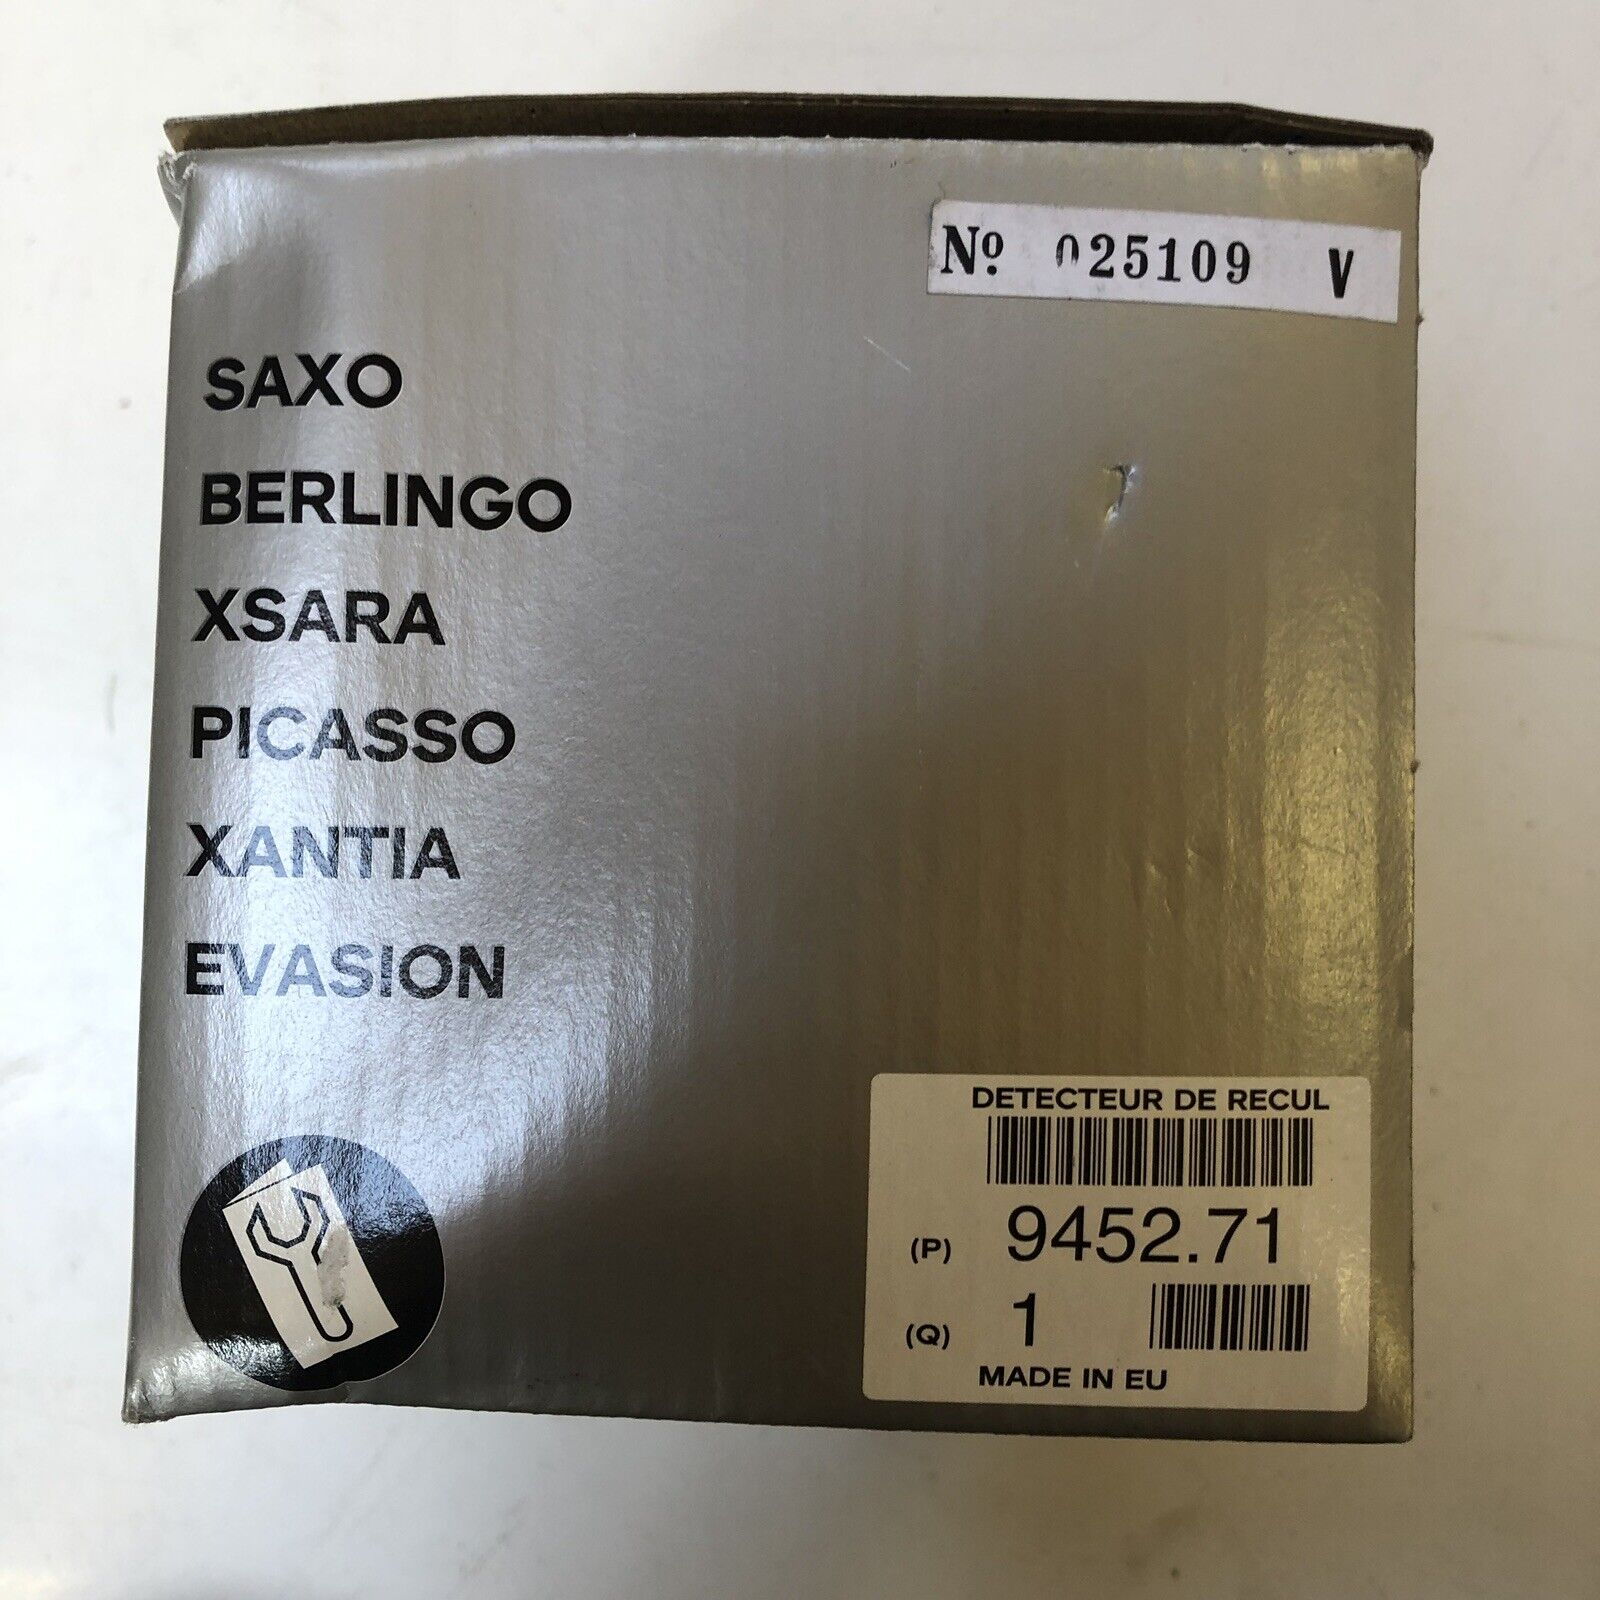 Nº 025109 V
SAXO
BERLINGO
XSARA
PICASSO
XANTIA
EVASION
DETECTEUR DE RECUL
(P) 9452.71
(Q) 1
MADE IN EU